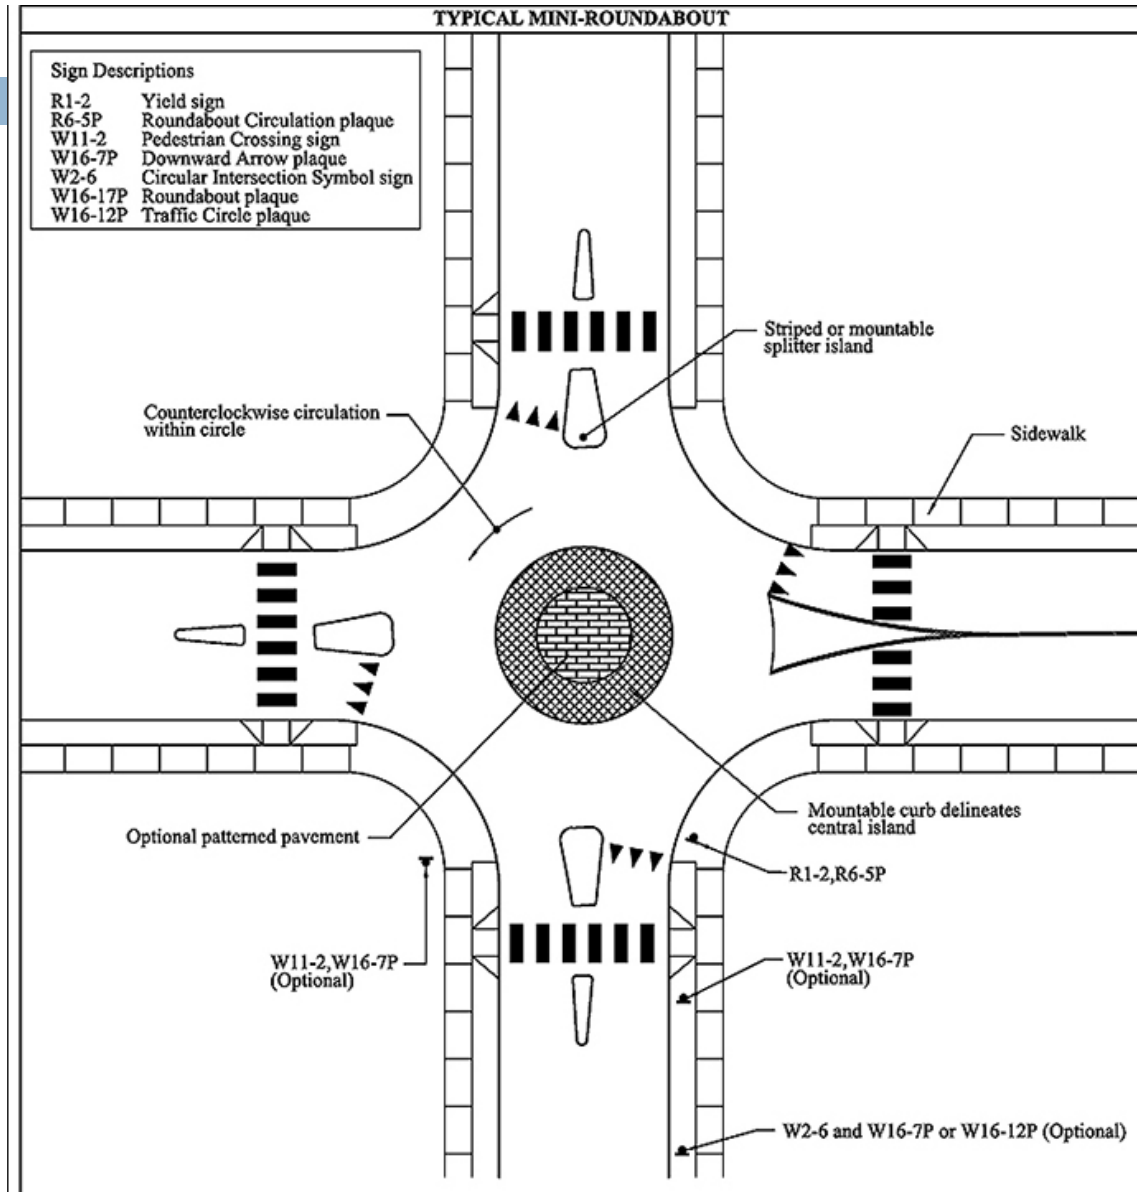 TYPICAL MINI-ROUNDABOUT
Sign Descriptions
R1-2 Yield sign
R6-5P Roundabout Circulation plaque
W11-2 Pedestrian Crossing sign
W16-7P Downward Arrow plaque
W2-6 Circular Intersection Symbol sign
W16-17P Roundabout plaque
W16-12P Traffic Circle plaque
Striped or mountable
splitter island
Counterclockwise circulation
within circle
Sidewalk
Optional patterned pavement
Mountable curb delineates
central island
R1-2,R6-5P
W11-2,W16-7P
(Optional)
W11-2,W16-7P
(Optional)
W2-6 and W16-7P or W16-12P (Optional)